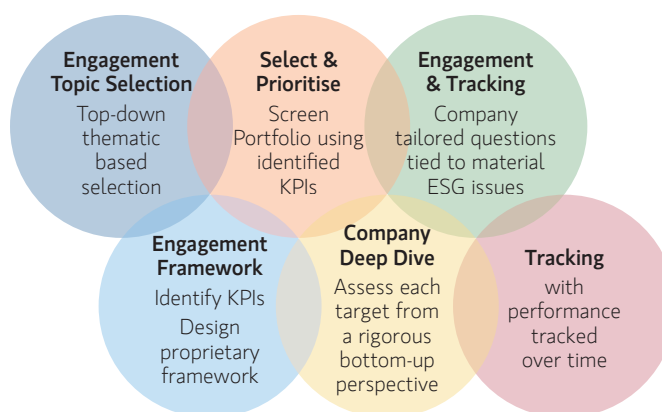 Engagement
Topic Selection
Top-down
thematic
based
selection
Select &
Prioritise
Screen
Portfolio using
identified
KPIs
Engagement
& Tracking
Company
tailored questions
tied to material
ESG issues
Engagement
Framework
Identify KPIs
Design
proprietary
framework
Company
Deep Dive
Assess each
target from
a rigorous
bottom-up
perspective
Tracking
with
performance
tracked
over time